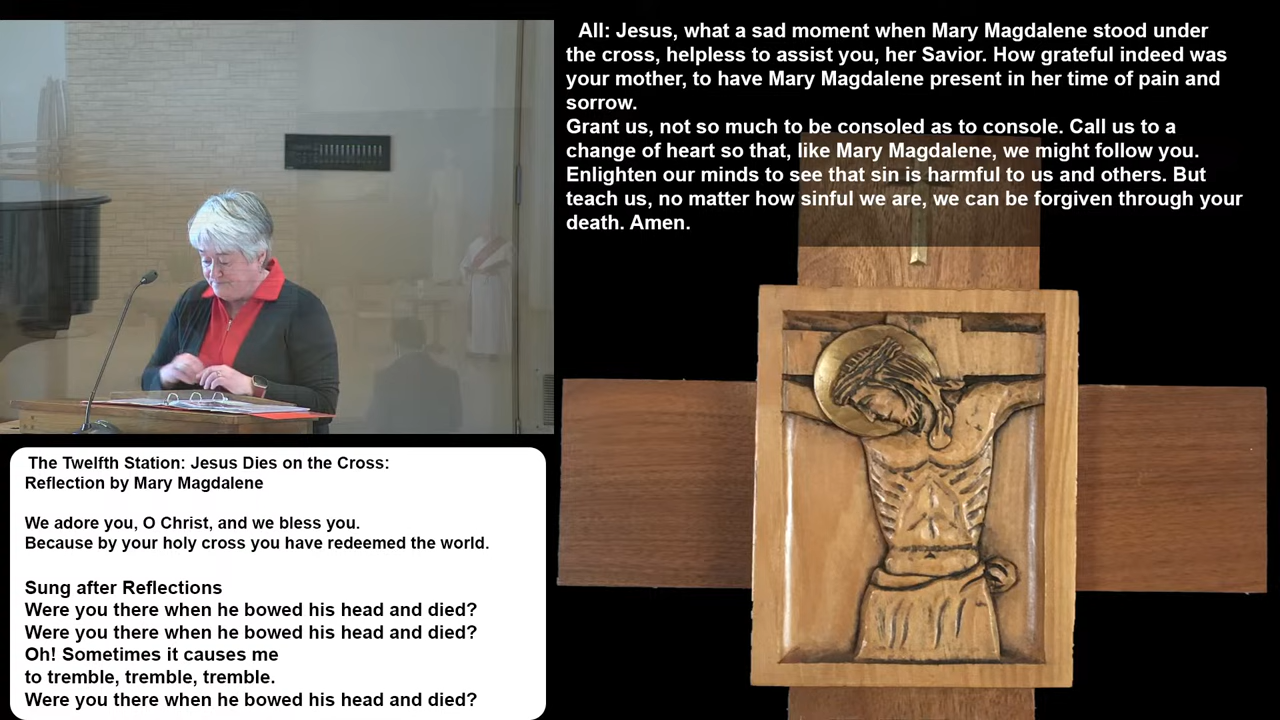 All: Jesus, what a sad moment when Mary Magdalene stood under
the cross, helpless to assist you, her Savior. How grateful indeed was
your mother, to have Mary Magdalene present in her time of pain and
sorrow.
Grant us, not so much to be consoled as to console. Call us to a
change of heart so that, like Mary Magdalene, we might follow you.
Enlighten our minds to see that sin is harmful to us and others. But
teach us, no matter how sinful we are, we can be forgiven through your
death. Amen.
The Twelfth Station: Jesus Dies on the Cross:
Reflection by Mary Magdalene
We adore you, O Christ, and we bless you.
Because by your holy cross you have redeemed the world.
Sung after Reflections
Were you there when he bowed his head and died?
Were you there when he bowed his head and died?
Oh! Sometimes it causes me
to tremble, tremble, tremble.
Were you there when he bowed his head and died?